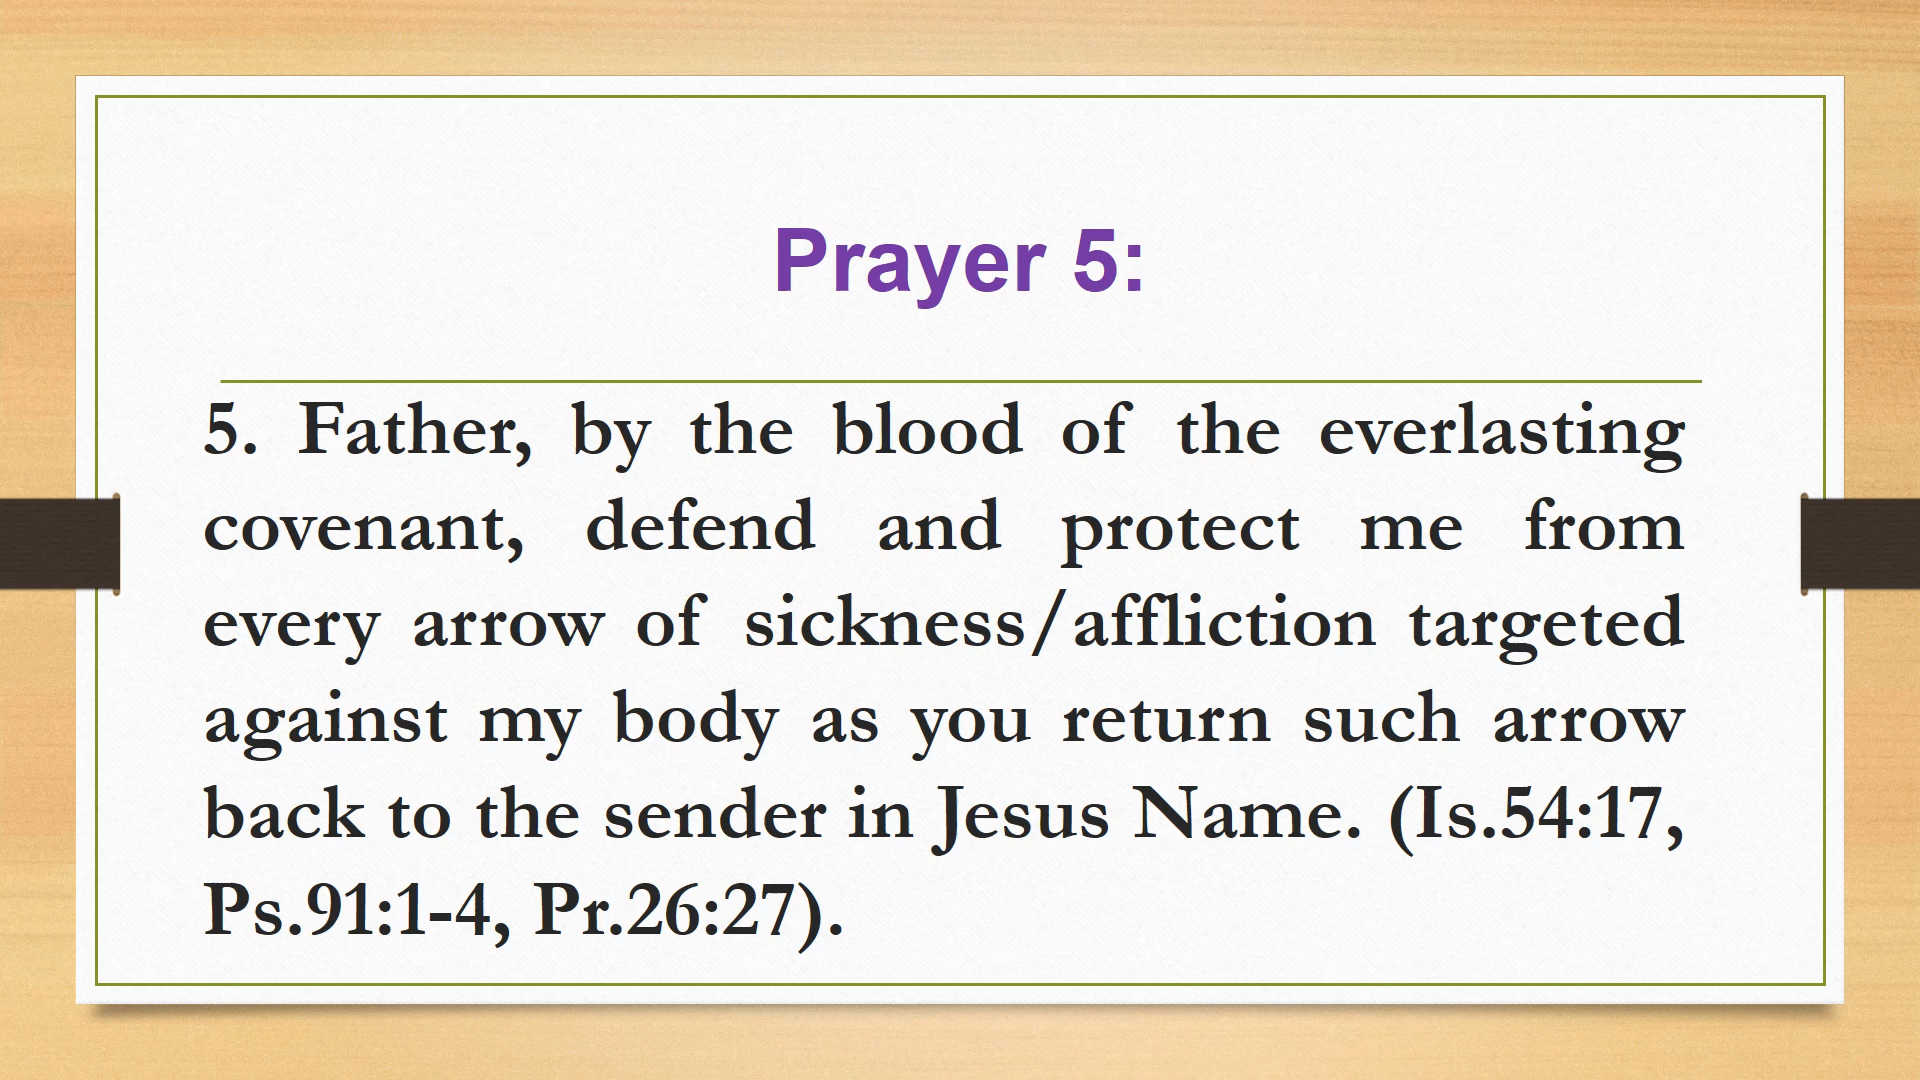 Prayer 5:
5. Father, by the blood of the everlasting
covenant, defend and protect me from
every arrow of sickness/affliction targeted
against my body as you return such arrow
back to the sender in Jesus Name. (Is.54:17,
Ps.91:1-4, Pr.26:27).